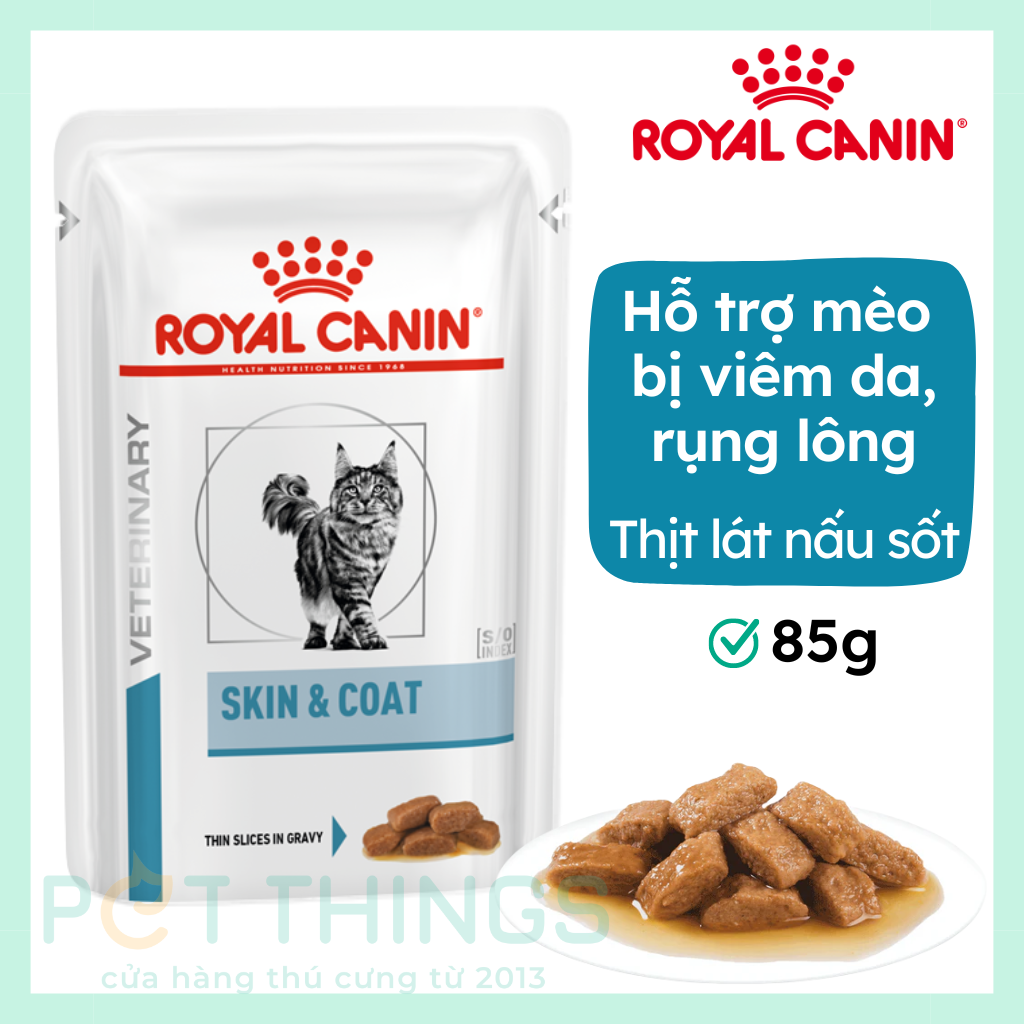 ROYAL CANIN®
HEALTH NUTRITION SINCE 1968
VETERINARY
[S/O
INDEX]
SKIN & COAT
THIN SLICES IN GRAVY
ROYAL CANIN®
Hỗ trợ mèo
bị viêm da,
rụng lông
Thịt lát nấu sốt
85g
PET THINGS
cửa hàng thú cưng từ 2013